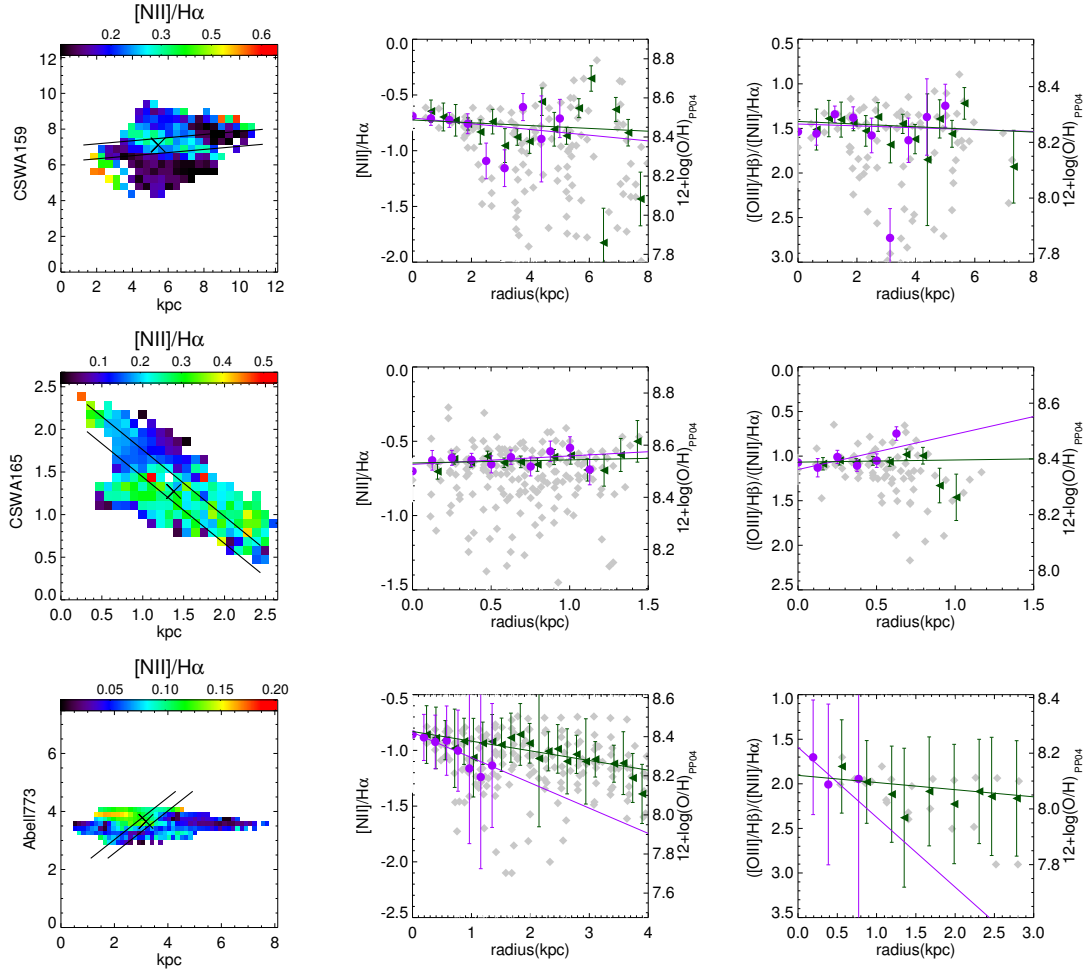 [NII]/Hα
0.2 0.3 0.5 0.6
CSWA159
12
10
8
6
4
2
0
0 2 4 6 8 10 12
kpc
[NII]/Hα
0.0
-0.5
-1.0
-1.5
-2.0
0 2 4 6 8
radius(kpc)
8.8
8.6
8.4
8.2
8.0
12+log(O/H)PP04
([OIII]/Hβ)/([NII]/Hα)
0.5
1.0
1.5
2.0
2.5
3.0
0 2 4 6 8
radius(kpc)
8.4
8.2
8.0
7.8
12+log(O/H)PP04
[NII]/Hα
0.1 0.2 0.3 0.4 0.5
CSWA165
2.5
2.0
1.5
1.0
0.5
0.0
0.0 0.5 1.0 1.5 2.0 2.5
kpc
[NII]/Hα
0.0
-0.5
-1.0
-1.5
0.0 0.5 1.0 1.5
radius(kpc)
8.8
8.6
8.4
8.2
12+log(O/H)PP04
([OIII]/Hβ)/([NII]/Hα)
0.0
0.5
1.0
1.5
2.0
2.5
0.0 0.5 1.0 1.5
radius(kpc)
8.6
8.4
8.2
8.0
12+log(O/H)PP04
[NII]/Hα
0.05 0.10 0.15 0.20
Abell773
6
4
2
0
0 2 4 6 8
kpc
[NII]/Hα
-0.5
-1.0
-1.5
-2.0
-2.5
0 1 2 3 4
radius(kpc)
8.6
8.4
8.2
8.0
7.8
7.6
12+log(O/H)PP04
([OIII]/Hβ)/([NII]/Hα)
1.0
1.5
2.0
2.5
3.0
3.5
0.0 0.5 1.0 1.5 2.0 2.5 3.0
radius(kpc)
8.4
8.2
8.0
7.8
12+log(O/H)PP04